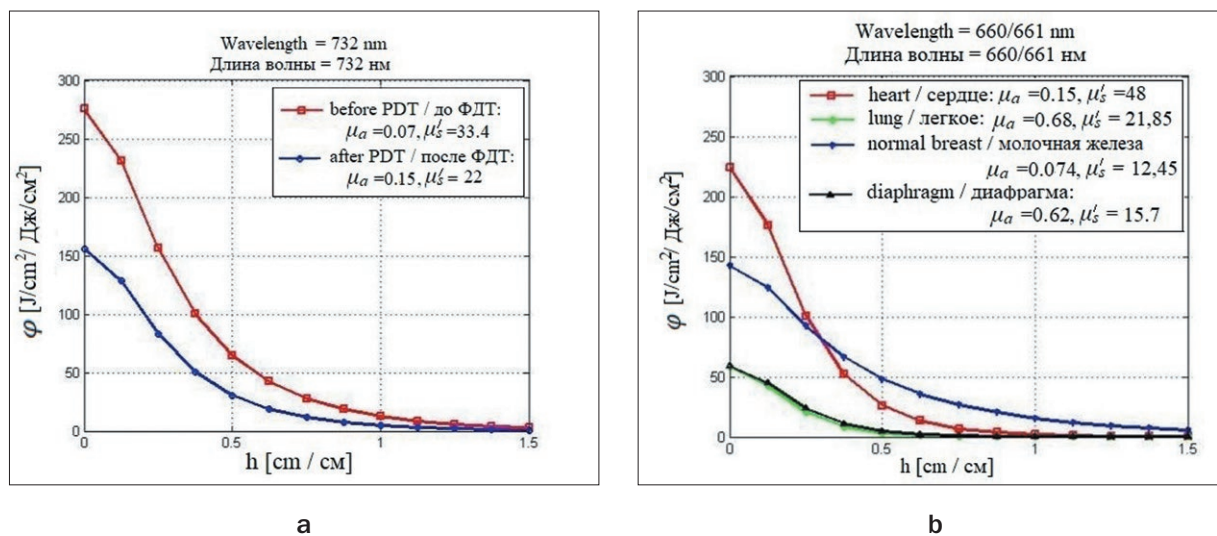 Wavelength = 732 nm
Длина волны = 732 нм
before PDT / до ФДТ:
μₐ =0.07, μ′ₛ=33.4
after PDT / после ФДТ:
μₐ =0.15, μ′ₛ= 22
φ [J/cm²/ Дж/см²]
300
250
200
150
100
50
0
0
0.5
1
1.5
h [cm / см]
a
Wavelength = 660/661 nm
Длина волны = 660/661 нм
heart / сердце: μₐ =0.15, μ′ₛ =48
lung / легкое: μₐ =0.68, μ′ₛ = 21,85
normal breast / молочная железа
μₐ =0.074, μ′ₛ = 12,45
diaphragm / диафрагма:
μₐ =0.62, μ′ₛ = 15.7
φ [J/cm²/ Дж/см²]
300
250
200
150
100
50
0
0
0.5
1
1.5
h [cm / см]
b